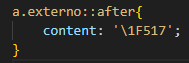 a.externo::after{
    content: '\1F517';
}